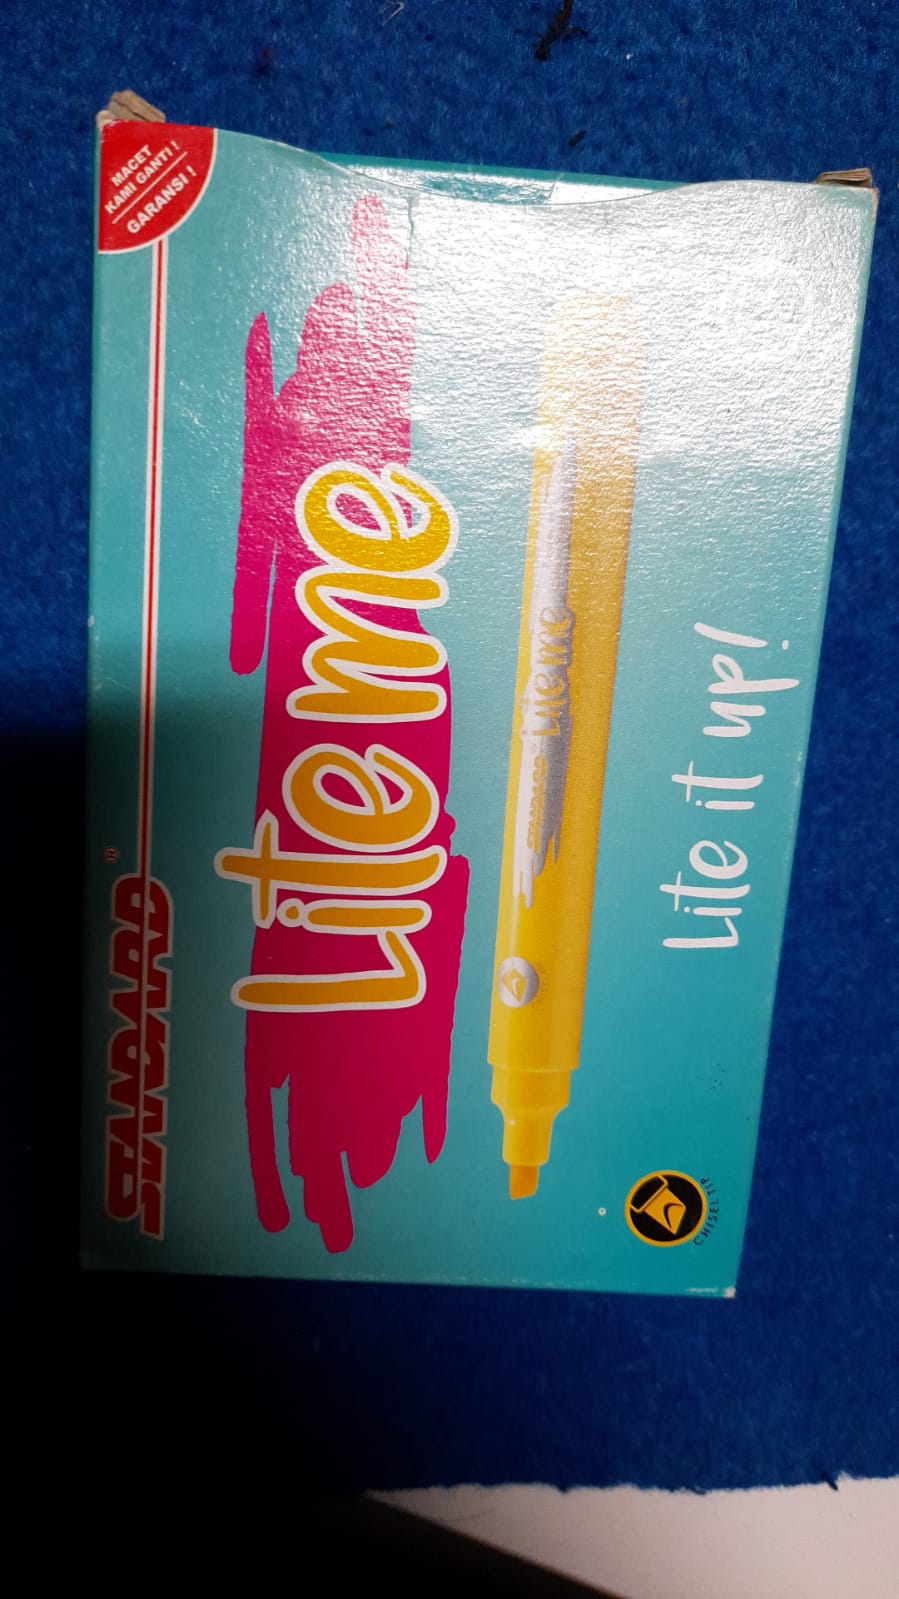 STANDARD ®
MACET
KAMI GANTI !
GARANSI !
Lite me
STANDARD® Lite me
Lite it up!
CHISEL TIP